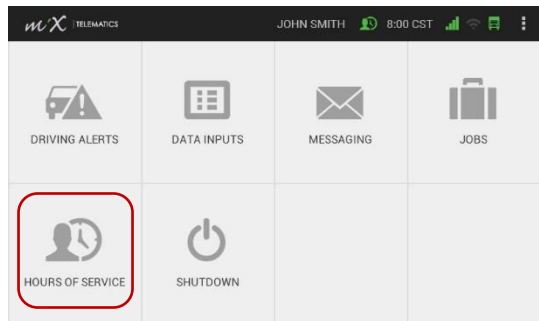 mix TELEMATICS
JOHN SMITH 8:00 CST
DRIVING ALERTS
DATA INPUTS
MESSAGING
JOBS
HOURS OF SERVICE
SHUTDOWN